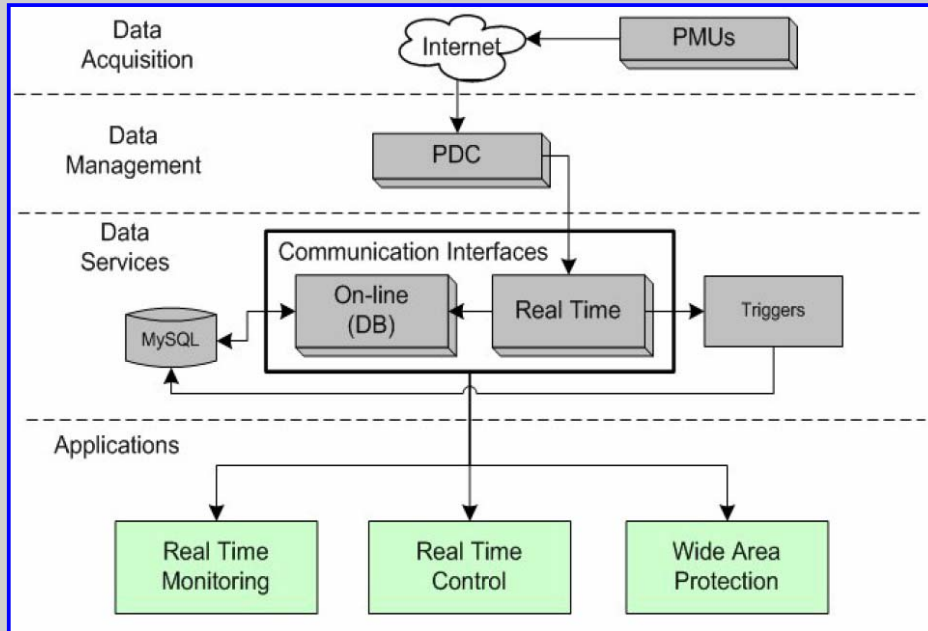 Data
Acquisition
Internet
PMUs
Data
Management
PDC
Data
Services
Communication Interfaces
On-line
(DB)
Real Time
Triggers
MySQL
Applications
Real Time
Monitoring
Real Time
Control
Wide Area
Protection